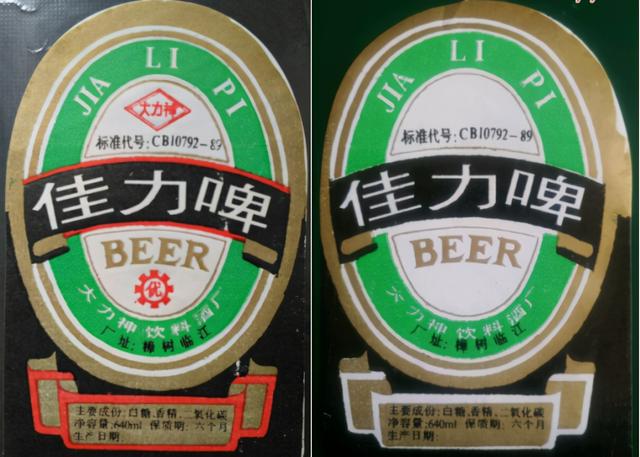 JIA LI PI
大力神
标准代号:CB10792-89
佳力啤
BEER
优
大力神饮料酒厂
厂址:樟树临江
主要成份:白糖、香精、二氧化碳
净容量:640ml 保质期:六个月
生产日期:
JIA LI PI
标准代号:CB10792-89
佳力啤
BEER
大力神饮料酒厂
厂址:樟树临江
主要成份:白糖、香精、二氧化碳
净容量:640ml 保质期:六个月
生产日期: